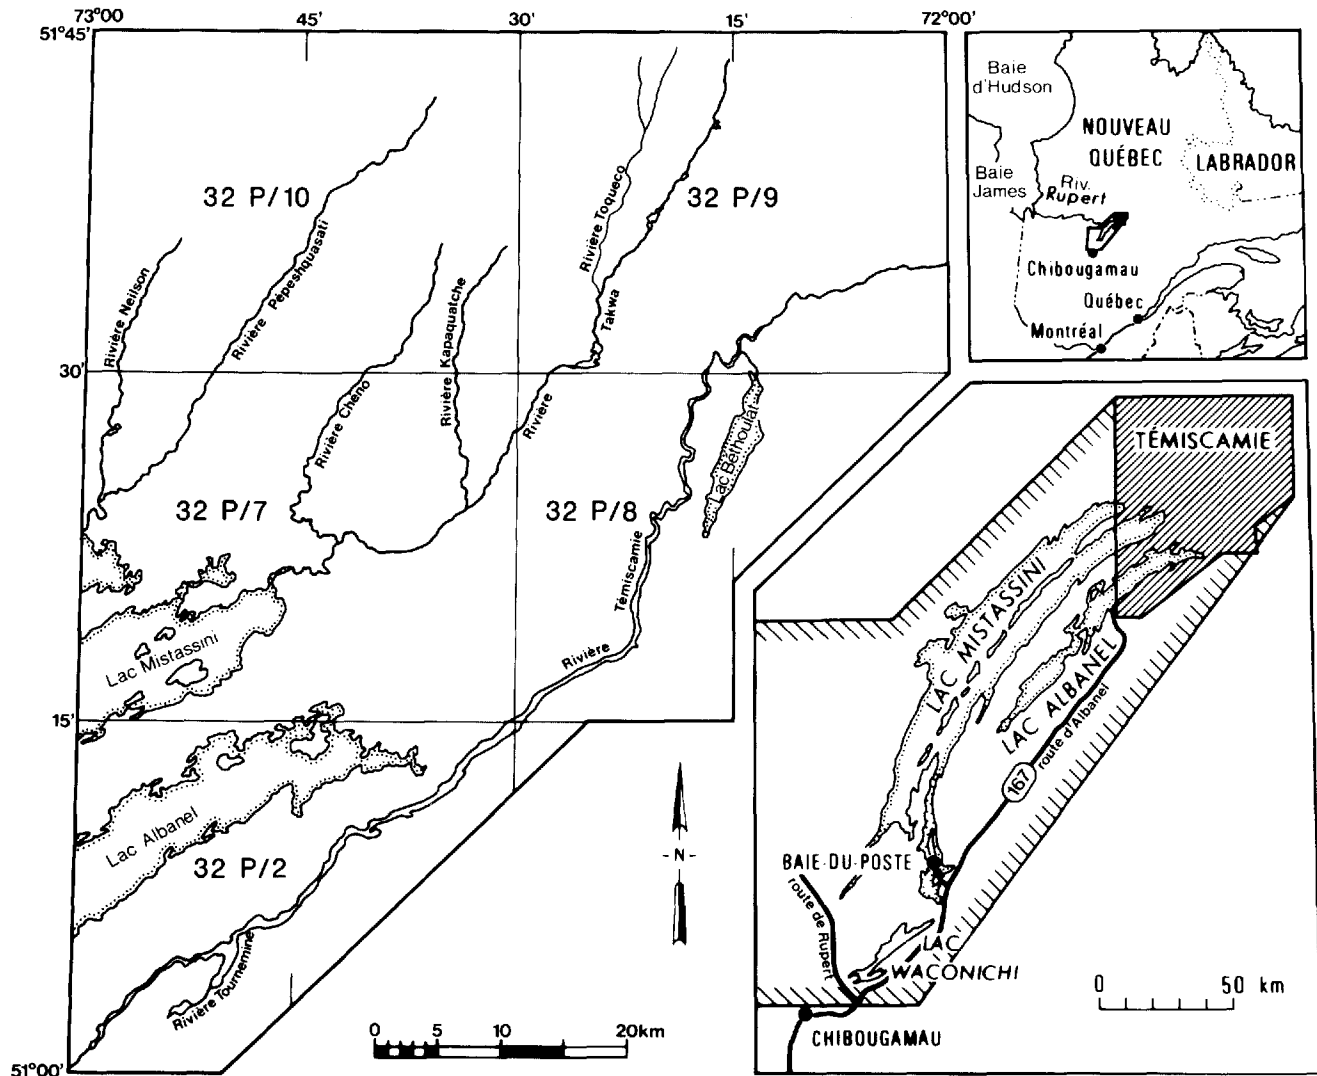 73°00'
45'
30'
15'
72°00'
51°45'
32 P/10
32 P/9
Rivière Toqueco
Rivière Neilson
Rivière Pépeshquasati
Rivière Kapaquatche
Takwa
30'
Rivière Chéno
Rivière
Lac Béthoulat
32 P/7
32 P/8
Témiscamie
Rivière
Lac Mistassini
15'
Lac Albanel
32 P/2
- N -
Rivière Tournemine
0 5 10 20km
51°00'
Baie
d'Hudson
NOUVEAU
QUÉBEC
LABRADOR
Baie
James
Riv.
Rupert
Chibougamau
Québec
Montréal
TÉMISCAMIE
LAC MISTASSINI
LAC ALBANEL
route d'Albanel
167
BAIE-DU-POSTE
route de Rupert
LAC
WACONICHI
0 50 km
CHIBOUGAMAU